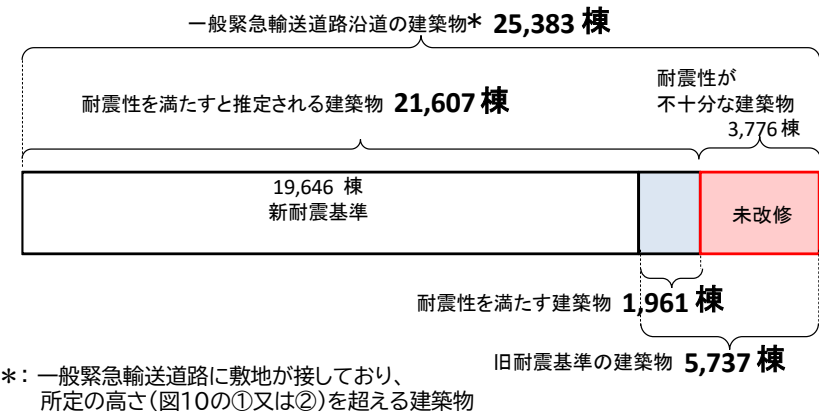 一般緊急輸送道路沿道の建築物* 25,383 棟
耐震性を満たすと推定される建築物 21,607 棟
耐震性が
不十分な建築物
3,776 棟
19,646 棟
新耐震基準
未改修
耐震性を満たす建築物 1,961 棟
旧耐震基準の建築物 5,737 棟
*：一般緊急輸送道路に敷地が接しており、
所定の高さ(図10の①又は②)を超える建築物